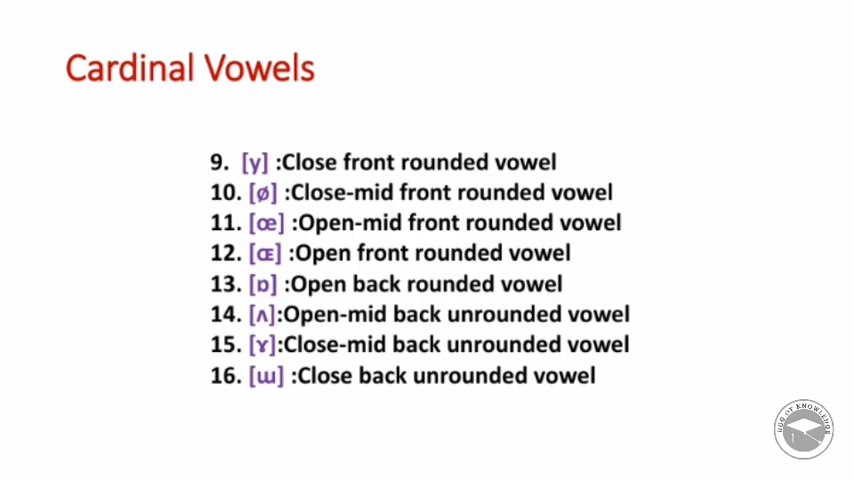 Cardinal Vowels
9. [y] :Close front rounded vowel
10. [ø] :Close-mid front rounded vowel
11. [œ] :Open-mid front rounded vowel
12. [ɶ] :Open front rounded vowel
13. [ɒ] :Open back rounded vowel
14. [ʌ]:Open-mid back unrounded vowel
15. [ɤ]:Close-mid back unrounded vowel
16. [ɯ] :Close back unrounded vowel
OF KNOWLEDGE